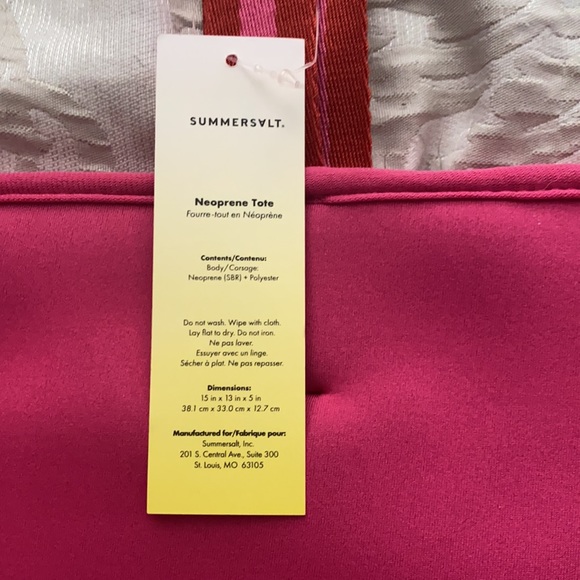 SUMMERSALT.
Neoprene Tote
Fourre-tout en Néoprène
Contents/Contenu:
Body/Corsage:
Neoprene (SBR) + Polyester
Do not wash. Wipe with cloth.
Lay flat to dry. Do not iron.
Ne pas laver.
Essuyer avec un linge.
Sécher à plat. Ne pas repasser.
Dimensions:
15 in x 13 in x 5 in
38.1 cm x 33.0 cm x 12.7 cm
Manufactured for/Fabrique pour:
Summersalt, Inc.
201 S. Central Ave., Suite 300
St. Louis, MO 63105